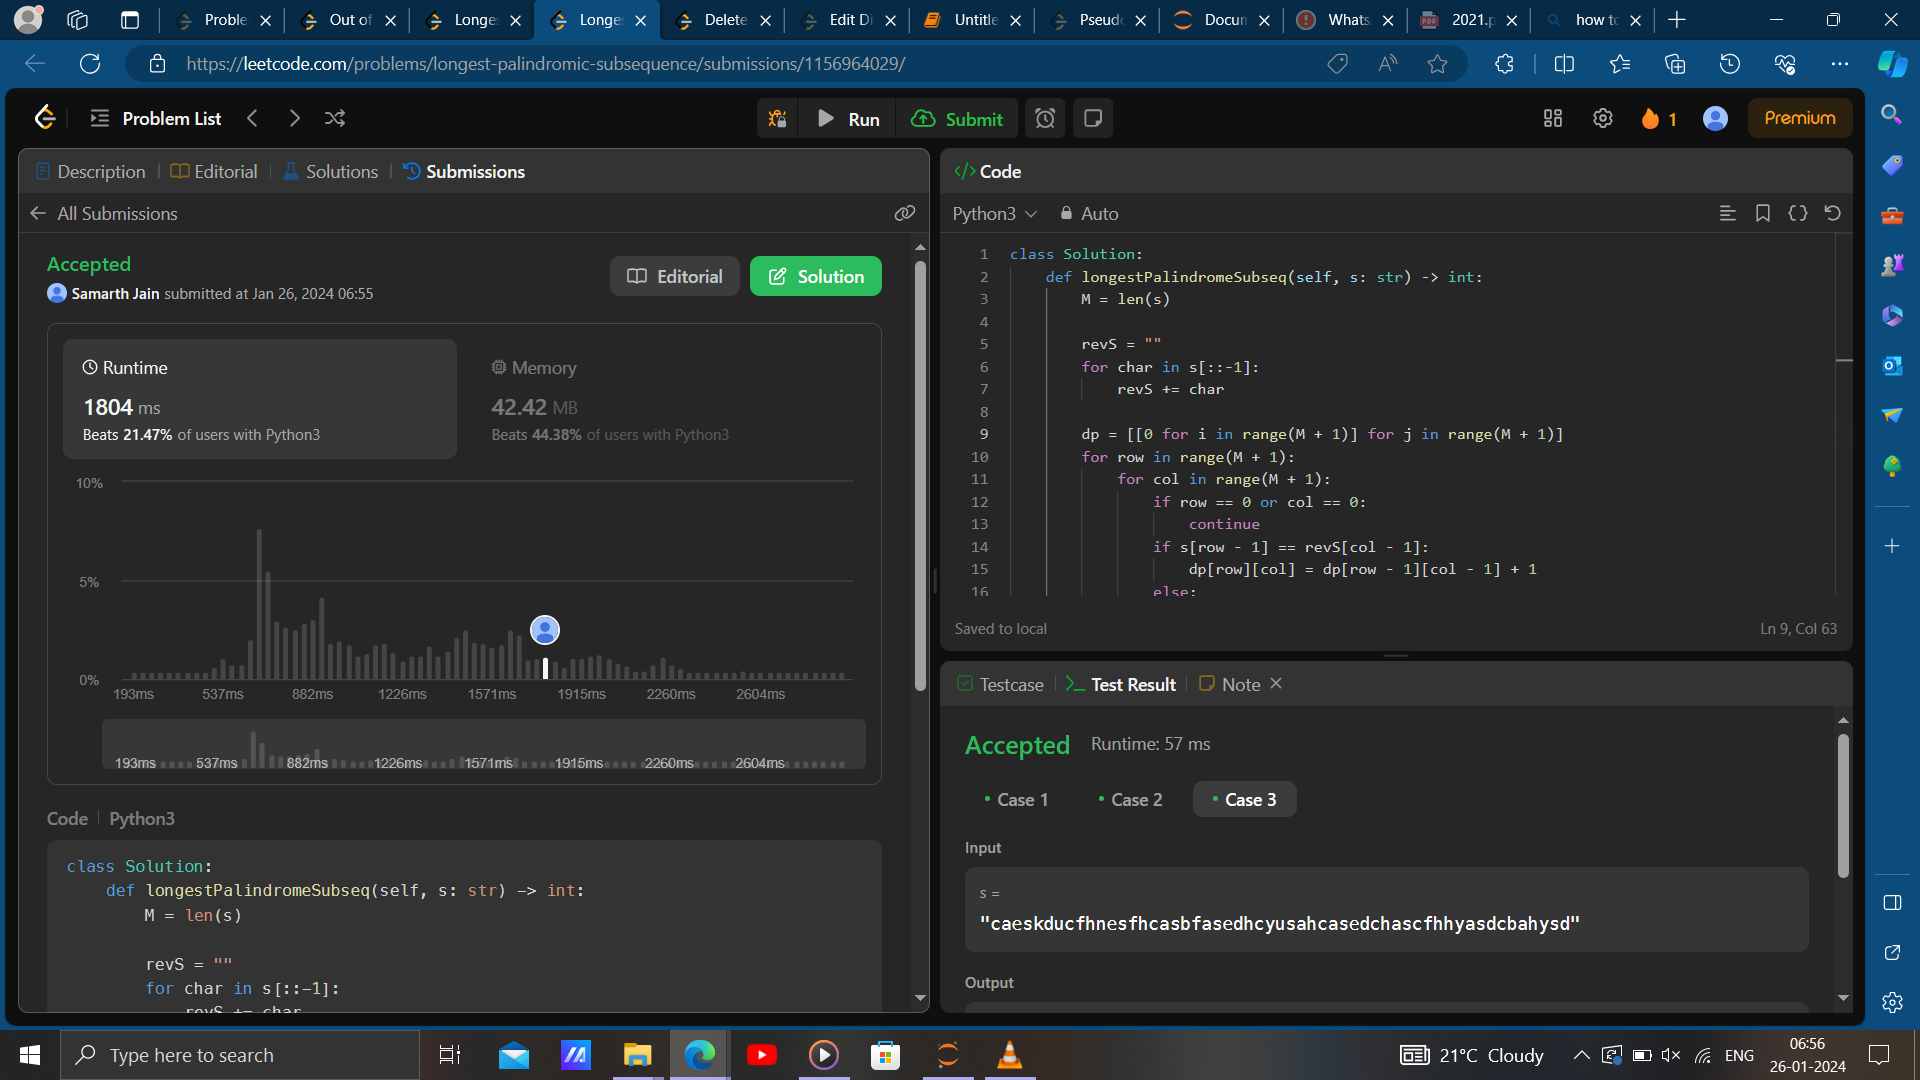 Proble
Out of
Longe
Longe
Delete
Edit Di
Untitle
Pseud
Docum
Whats
2021.p
how to
https://leetcode.com/problems/longest-palindromic-subsequence/submissions/1156964029/
Problem List
Run
Submit
1
Premium
Description
Editorial
Solutions
Submissions
All Submissions
Accepted
Samarth Jain submitted at Jan 26, 2024 06:55
Editorial
Solution
Runtime
1804 ms
Beats 21.47% of users with Python3
Memory
42.42 MB
Beats 44.38% of users with Python3
10%
5%
0%
193ms 537ms 882ms 1226ms 1571ms 1915ms 2260ms 2604ms
193ms 537ms 882ms 1226ms 1571ms 1915ms 2260ms 2604ms
Code | Python3
class Solution:
def longestPalindromeSubseq(self, s: str) -> int:
M = len(s)
revS = ""
for char in s[::-1]:
revS += char
</> Code
Python3
Auto
1 class Solution:
2 def longestPalindromeSubseq(self, s: str) -> int:
3 M = len(s)
4
5 revS = ""
6 for char in s[::-1]:
7 revS += char
8
9 dp = [[0 for i in range(M + 1)] for j in range(M + 1)]
10 for row in range(M + 1):
11 for col in range(M + 1):
12 if row == 0 or col == 0:
13 continue
14 if s[row - 1] == revS[col - 1]:
15 dp[row][col] = dp[row - 1][col - 1] + 1
16 else:
Saved to local
Ln 9, Col 63
Testcase
Test Result
Note
Accepted
Runtime: 57 ms
Case 1
Case 2
Case 3
Input
s =
"caeskducfhnesfhcasbfasedhcyusahcasedchascfhhyasdcbahysd"
Output
Type here to search
21°C Cloudy
ENG
06:56
26-01-2024